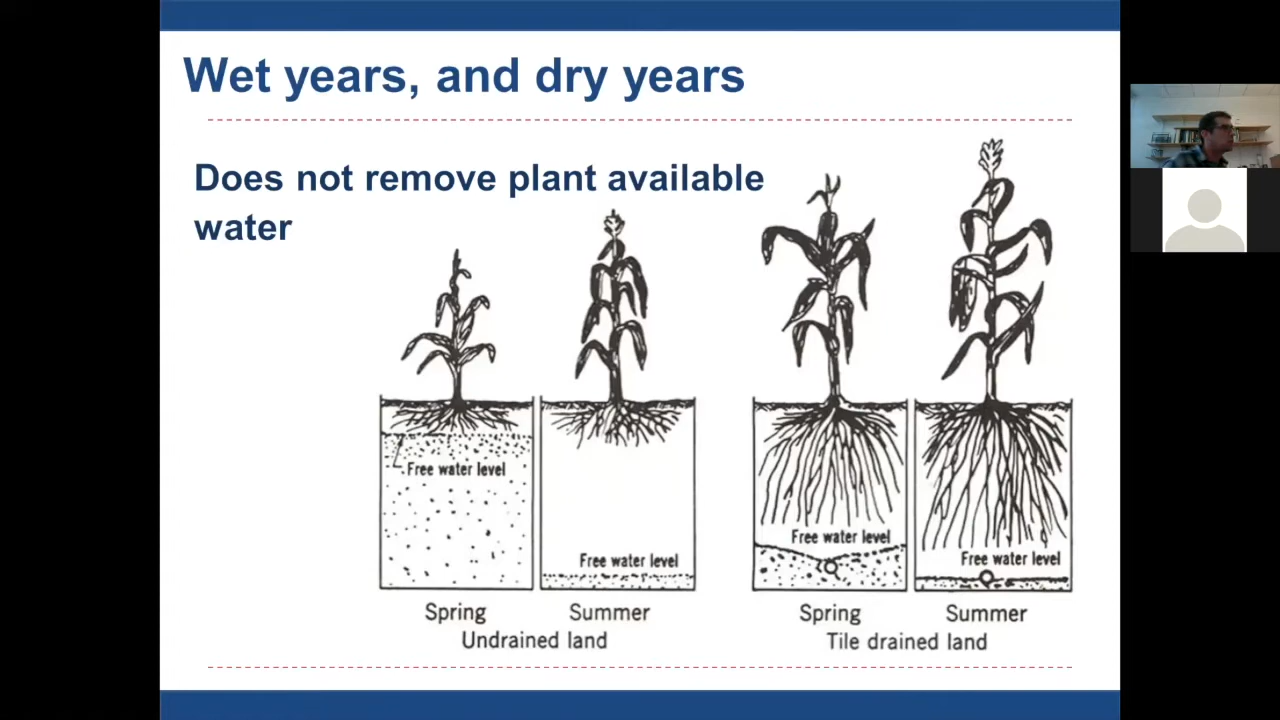 Wet years, and dry years
Does not remove plant available
water
Free water level
Free water level
Free water level
Free water level
Spring
Summer
Spring
Summer
Undrained land
Tile drained land